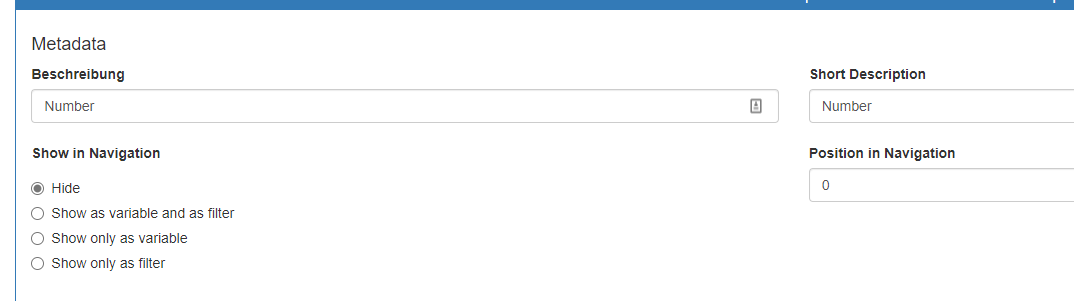 Metadata
Beschreibung
Short Description
Number
Number
Show in Navigation
Position in Navigation
Hide
0
Show as variable and as filter
Show only as variable
Show only as filter